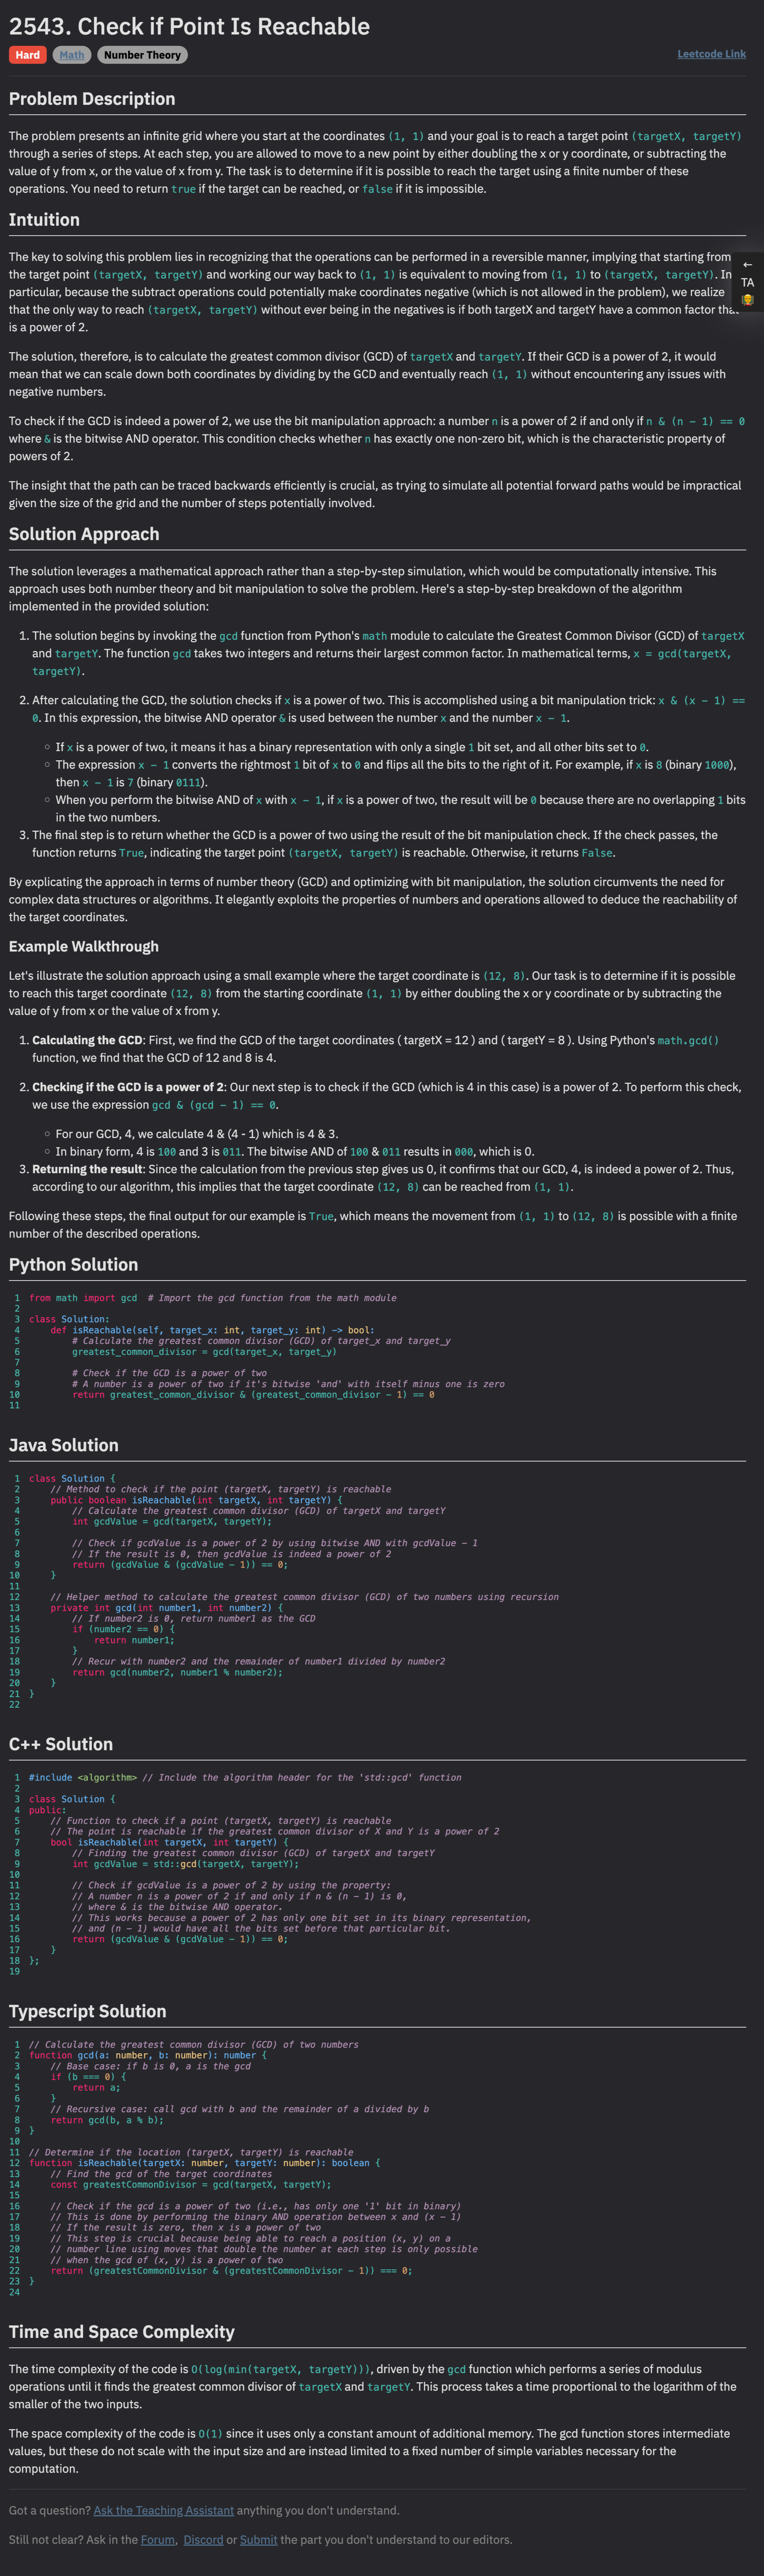 2543. Check if Point Is Reachable
Hard Math Number Theory Leetcode Link
Problem Description
The problem presents an infinite grid where you start at the coordinates (1, 1) and your goal is to reach a target point (targetX, targetY)
through a series of steps. At each step, you are allowed to move to a new point by either doubling the x or y coordinate, or subtracting the
value of y from x, or the value of x from y. The task is to determine if it is possible to reach the target using a finite number of these
operations. You need to return true if the target can be reached, or false if it is impossible.
Intuition
The key to solving this problem lies in recognizing that the operations can be performed in a reversible manner, implying that starting from
the target point (targetX, targetY) and working our way back to (1, 1) is equivalent to moving from (1, 1) to (targetX, targetY). In
particular, because the subtract operations could potentially make coordinates negative (which is not allowed in the problem), we realize
that the only way to reach (targetX, targetY) without ever being in the negatives is if both targetX and targetY have a common factor that
is a power of 2.
←
TA
The solution, therefore, is to calculate the greatest common divisor (GCD) of targetX and targetY. If their GCD is a power of 2, it would
mean that we can scale down both coordinates by dividing by the GCD and eventually reach (1, 1) without encountering any issues with
negative numbers.
To check if the GCD is indeed a power of 2, we use the bit manipulation approach: a number n is a power of 2 if and only if n & (n − 1) == 0
where & is the bitwise AND operator. This condition checks whether n has exactly one non-zero bit, which is the characteristic property of
powers of 2.
The insight that the path can be traced backwards efficiently is crucial, as trying to simulate all potential forward paths would be impractical
given the size of the grid and the number of steps potentially involved.
Solution Approach
The solution leverages a mathematical approach rather than a step-by-step simulation, which would be computationally intensive. This
approach uses both number theory and bit manipulation to solve the problem. Here's a step-by-step breakdown of the algorithm
implemented in the provided solution:
1. The solution begins by invoking the gcd function from Python's math module to calculate the Greatest Common Divisor (GCD) of targetX
and targetY. The function gcd takes two integers and returns their largest common factor. In mathematical terms, x = gcd(targetX,
targetY).
2. After calculating the GCD, the solution checks if x is a power of two. This is accomplished using a bit manipulation trick: x & (x − 1) ==
0. In this expression, the bitwise AND operator & is used between the number x and the number x − 1.
◦ If x is a power of two, it means it has a binary representation with only a single 1 bit set, and all other bits set to 0.
◦ The expression x − 1 converts the rightmost 1 bit of x to 0 and flips all the bits to the right of it. For example, if x is 8 (binary 1000),
then x − 1 is 7 (binary 0111).
◦ When you perform the bitwise AND of x with x − 1, if x is a power of two, the result will be 0 because there are no overlapping 1 bits
in the two numbers.
3. The final step is to return whether the GCD is a power of two using the result of the bit manipulation check. If the check passes, the
function returns True, indicating the target point (targetX, targetY) is reachable. Otherwise, it returns False.
By explicating the approach in terms of number theory (GCD) and optimizing with bit manipulation, the solution circumvents the need for
complex data structures or algorithms. It elegantly exploits the properties of numbers and operations allowed to deduce the reachability of
the target coordinates.
Example Walkthrough
Let's illustrate the solution approach using a small example where the target coordinate is (12, 8). Our task is to determine if it is possible
to reach this target coordinate (12, 8) from the starting coordinate (1, 1) by either doubling the x or y coordinate or by subtracting the
value of y from x or the value of x from y.
1. Calculating the GCD: First, we find the GCD of the target coordinates ( targetX = 12 ) and ( targetY = 8 ). Using Python's math.gcd()
function, we find that the GCD of 12 and 8 is 4.
2. Checking if the GCD is a power of 2: Our next step is to check if the GCD (which is 4 in this case) is a power of 2. To perform this check,
we use the expression gcd & (gcd − 1) == 0.
◦ For our GCD, 4, we calculate 4 & (4 - 1) which is 4 & 3.
◦ In binary form, 4 is 100 and 3 is 011. The bitwise AND of 100 & 011 results in 000, which is 0.
3. Returning the result: Since the calculation from the previous step gives us 0, it confirms that our GCD, 4, is indeed a power of 2. Thus,
according to our algorithm, this implies that the target coordinate (12, 8) can be reached from (1, 1).
Following these steps, the final output for our example is True, which means the movement from (1, 1) to (12, 8) is possible with a finite
number of the described operations.
Python Solution
1 from math import gcd  # Import the gcd function from the math module
2
3 class Solution:
4     def isReachable(self, target_x: int, target_y: int) -> bool:
5         # Calculate the greatest common divisor (GCD) of target_x and target_y
6         greatest_common_divisor = gcd(target_x, target_y)
7
8         # Check if the GCD is a power of two
9         # A number is a power of two if it's bitwise 'and' with itself minus one is zero
10         return greatest_common_divisor & (greatest_common_divisor - 1) == 0
11
Java Solution
1 class Solution {
2     // Method to check if the point (targetX, targetY) is reachable
3     public boolean isReachable(int targetX, int targetY) {
4         // Calculate the greatest common divisor (GCD) of targetX and targetY
5         int gcdValue = gcd(targetX, targetY);
6
7         // Check if gcdValue is a power of 2 by using bitwise AND with gcdValue - 1
8         // If the result is 0, then gcdValue is indeed a power of 2
9         return (gcdValue & (gcdValue - 1)) == 0;
10     }
11
12     // Helper method to calculate the greatest common divisor (GCD) of two numbers using recursion
13     private int gcd(int number1, int number2) {
14         // If number2 is 0, return number1 as the GCD
15         if (number2 == 0) {
16             return number1;
17         }
18         // Recur with number2 and the remainder of number1 divided by number2
19         return gcd(number2, number1 % number2);
20     }
21 }
22
C++ Solution
1 #include <algorithm> // Include the algorithm header for the 'std::gcd' function
2
3 class Solution {
4 public:
5     // Function to check if a point (targetX, targetY) is reachable
6     // The point is reachable if the greatest common divisor of X and Y is a power of 2
7     bool isReachable(int targetX, int targetY) {
8         // Finding the greatest common divisor (GCD) of targetX and targetY
9         int gcdValue = std::gcd(targetX, targetY);
10
11         // Check if gcdValue is a power of 2 by using the property:
12         // A number n is a power of 2 if and only if n & (n - 1) is 0,
13         // where & is the bitwise AND operator.
14         // This works because a power of 2 has only one bit set in its binary representation,
15         // and (n - 1) would have all the bits set before that particular bit.
16         return (gcdValue & (gcdValue - 1)) == 0;
17     }
18 };
19
Typescript Solution
1 // Calculate the greatest common divisor (GCD) of two numbers
2 function gcd(a: number, b: number): number {
3     // Base case: if b is 0, a is the gcd
4     if (b === 0) {
5         return a;
6     }
7     // Recursive case: call gcd with b and the remainder of a divided by b
8     return gcd(b, a % b);
9 }
10
11 // Determine if the location (targetX, targetY) is reachable
12 function isReachable(targetX: number, targetY: number): boolean {
13     // Find the gcd of the target coordinates
14     const greatestCommonDivisor = gcd(targetX, targetY);
15
16     // Check if the gcd is a power of two (i.e., has only one '1' bit in binary)
17     // This is done by performing the binary AND operation between x and (x - 1)
18     // If the result is zero, then x is a power of two
19     // This step is crucial because being able to reach a position (x, y) on a
20     // number line using moves that double the number at each step is only possible
21     // when the gcd of (x, y) is a power of two
22     return (greatestCommonDivisor & (greatestCommonDivisor - 1)) === 0;
23 }
24
Time and Space Complexity
The time complexity of the code is O(log(min(targetX, targetY))), driven by the gcd function which performs a series of modulus
operations until it finds the greatest common divisor of targetX and targetY. This process takes a time proportional to the logarithm of the
smaller of the two inputs.
The space complexity of the code is O(1) since it uses only a constant amount of additional memory. The gcd function stores intermediate
values, but these do not scale with the input size and are instead limited to a fixed number of simple variables necessary for the
computation.
Got a question? Ask the Teaching Assistant anything you don't understand.
Still not clear? Ask in the Forum, Discord or Submit the part you don't understand to our editors.